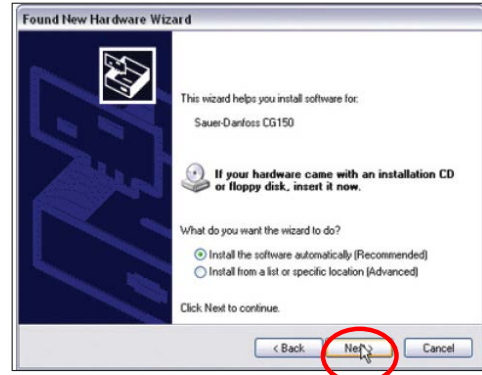 Found New Hardware Wizard
This wizard helps you install software for:
Sauer-Danfoss CG150
If your hardware came with an installation CD
or floppy disk, insert it now.
What do you want the wizard to do?
Install the software automatically (Recommended)
Install from a list or specific location (Advanced)
Click Next to continue.
< Back Next > Cancel